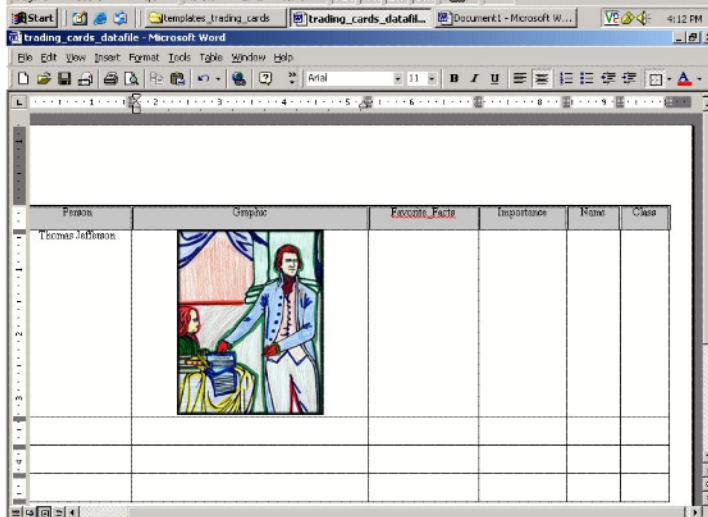 Start templates_trading_cards trading_cards_datafil... Document1 - Microsoft W... 4:12 PM
trading_cards_datafile - Microsoft Word
File Edit View Insert Format Tools Table Window Help
Arial 11 B I U A
Person Graphic Favorite_Facts Importance Name Class
Thomas Jefferson